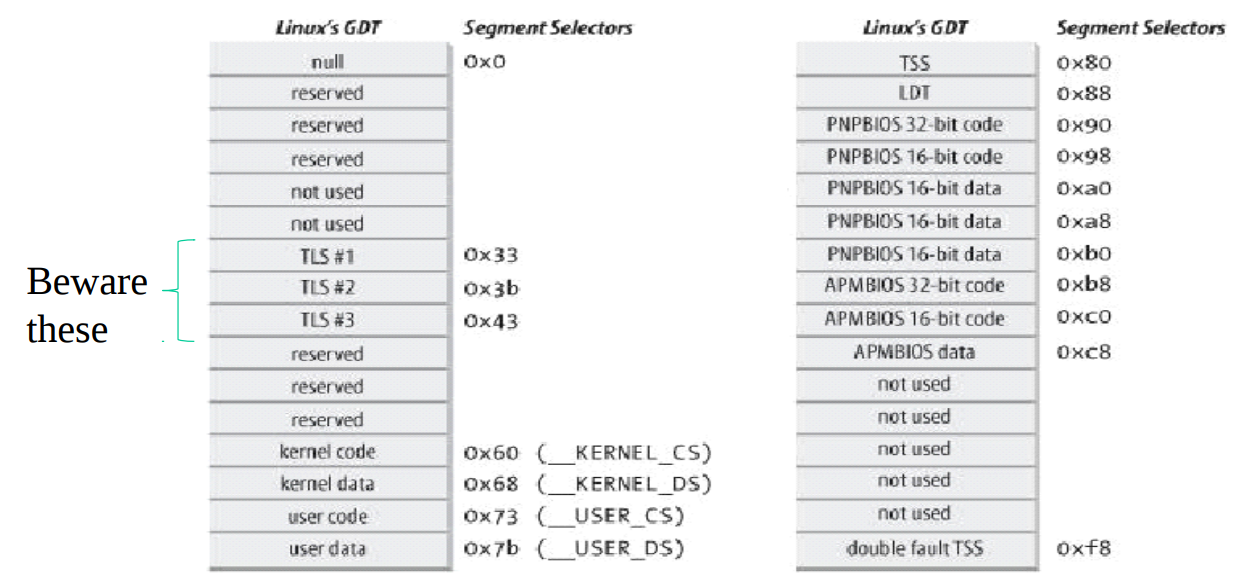 Linux's GDT Segment Selectors
null 0x0
reserved
reserved
reserved
not used
not used
TLS #1 0x33
TLS #2 0x3b
TLS #3 0x43
reserved
reserved
reserved
kernel code 0x60 (__KERNEL_CS)
kernel data 0x68 (__KERNEL_DS)
user code 0x73 (__USER_CS)
user data 0x7b (__USER_DS)
Beware
these
Linux's GDT Segment Selectors
TSS 0x80
LDT 0x88
PNPBIOS 32-bit code 0x90
PNPBIOS 16-bit code 0x98
PNPBIOS 16-bit data 0xa0
PNPBIOS 16-bit data 0xa8
PNPBIOS 16-bit data 0xb0
APMBIOS 32-bit code 0xb8
APMBIOS 16-bit code 0xc0
APMBIOS data 0xc8
not used
not used
not used
not used
not used
double fault TSS 0xf8